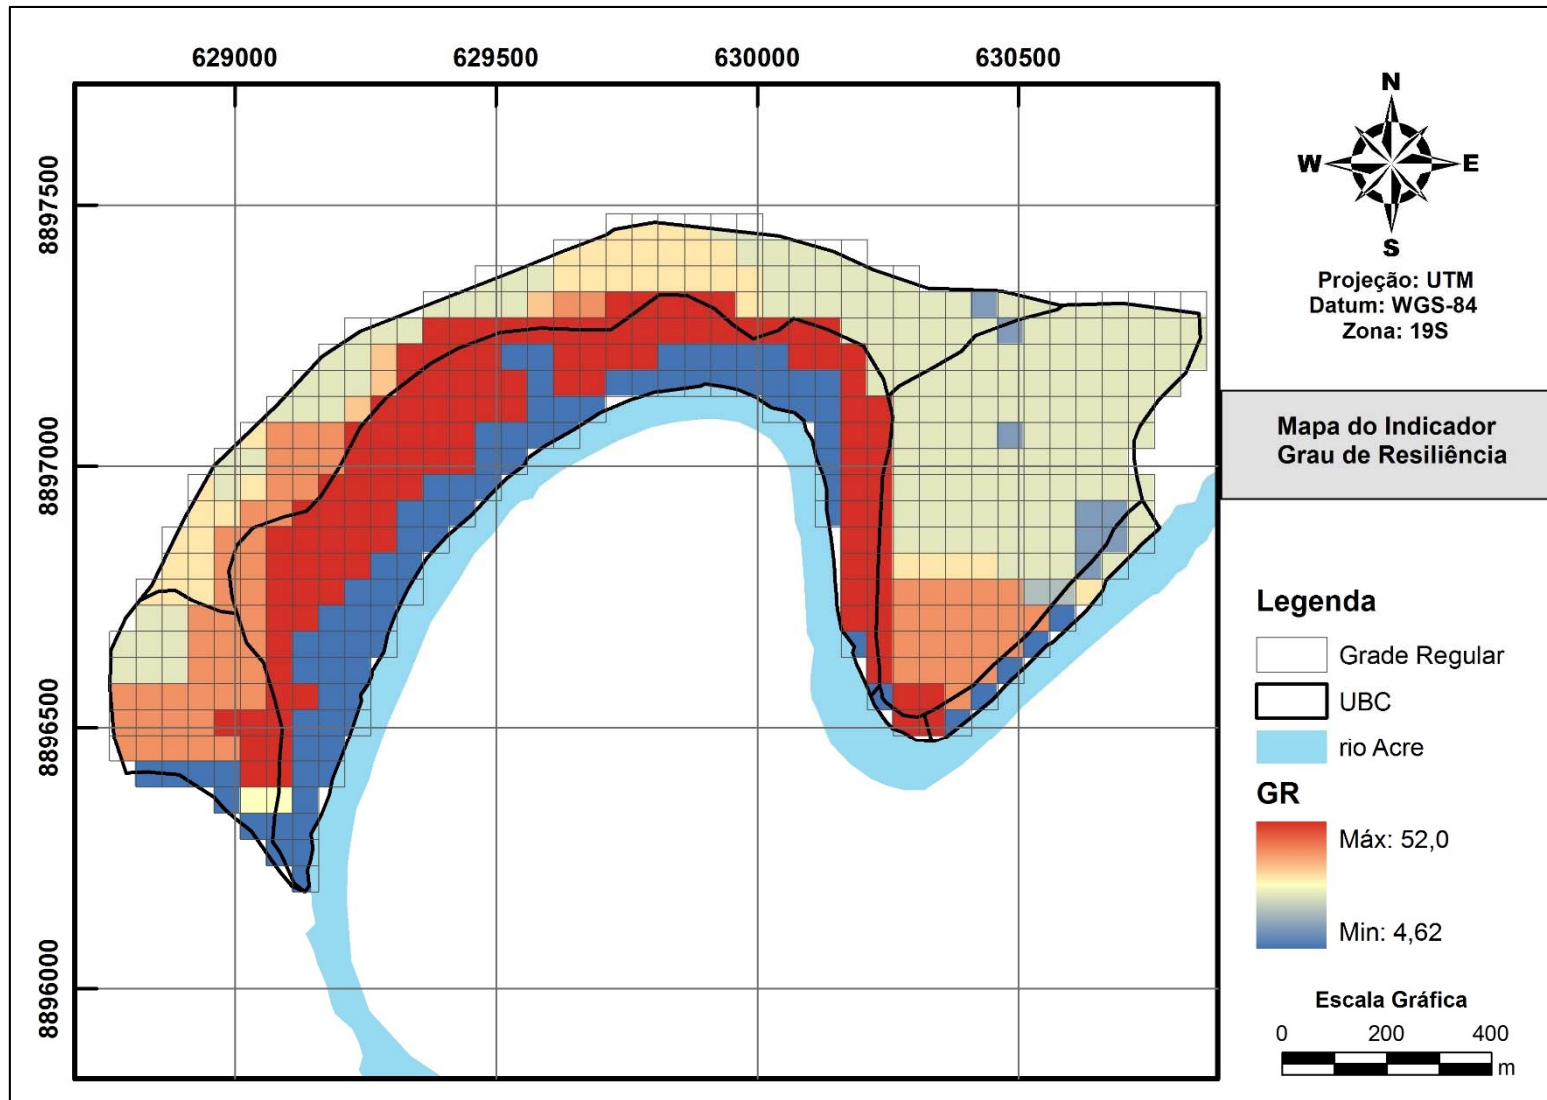 629000 629500 630000 630500
8897500
8897000
8896500
8896000
N
W E
S
Projeção: UTM
Datum: WGS-84
Zona: 19S
Mapa do Indicador
Grau de Resiliência
Legenda
Grade Regular
UBC
rio Acre
GR
Máx: 52,0
Min: 4,62
Escala Gráfica
0 200 400
m